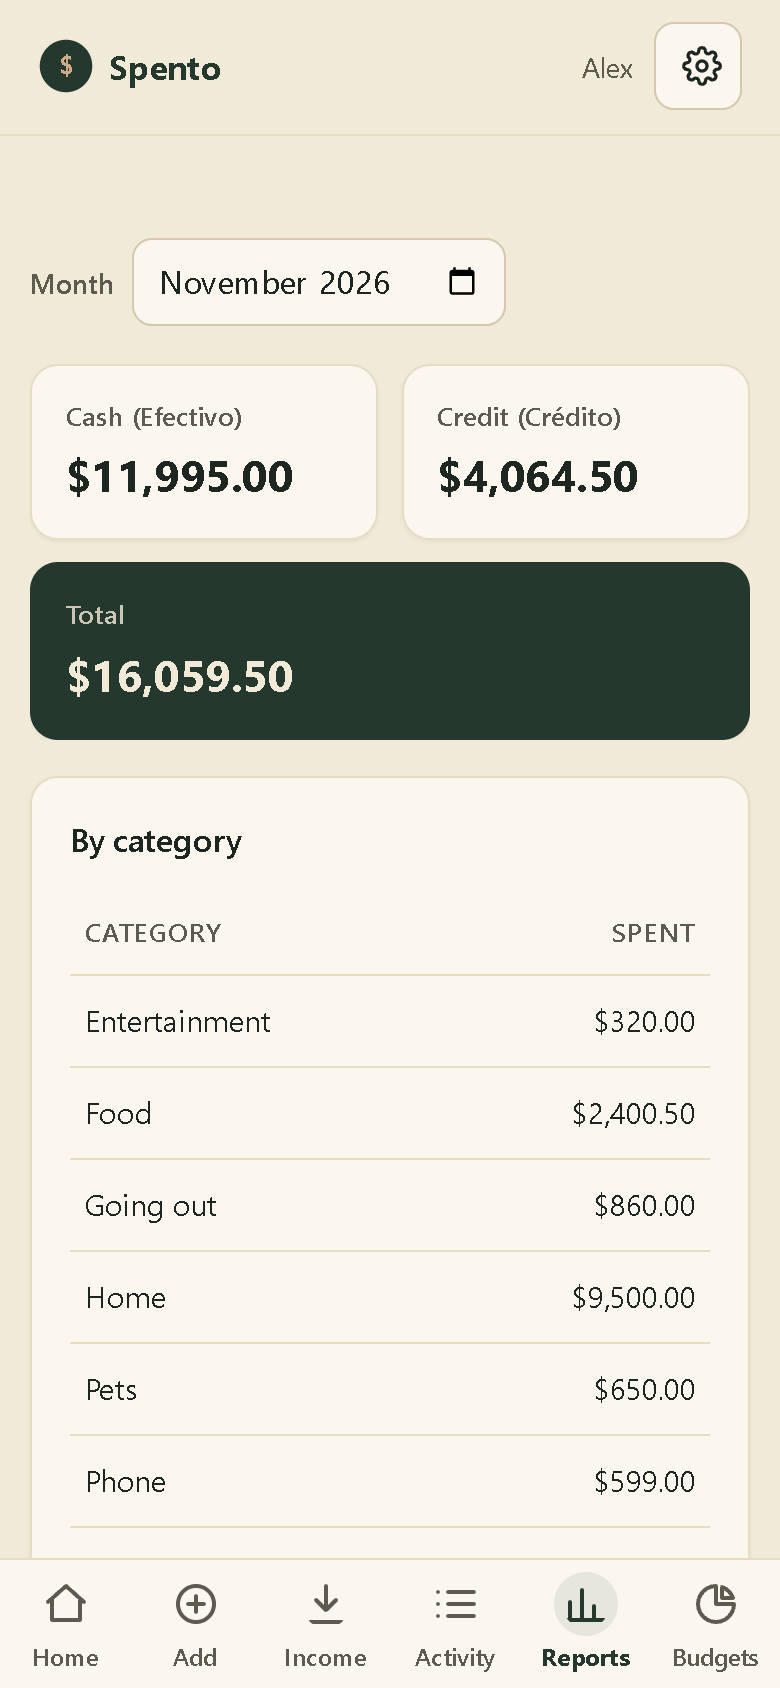 $ Spento Alex
Month November 2026
Cash (Efectivo) Credit (Crédito)
$11,995.00 $4,064.50
Total
$16,059.50
By category
CATEGORY SPENT
Entertainment $320.00
Food $2,400.50
Going out $860.00
Home $9,500.00
Pets $650.00
Phone $599.00
Home Add Income Activity Reports Budgets